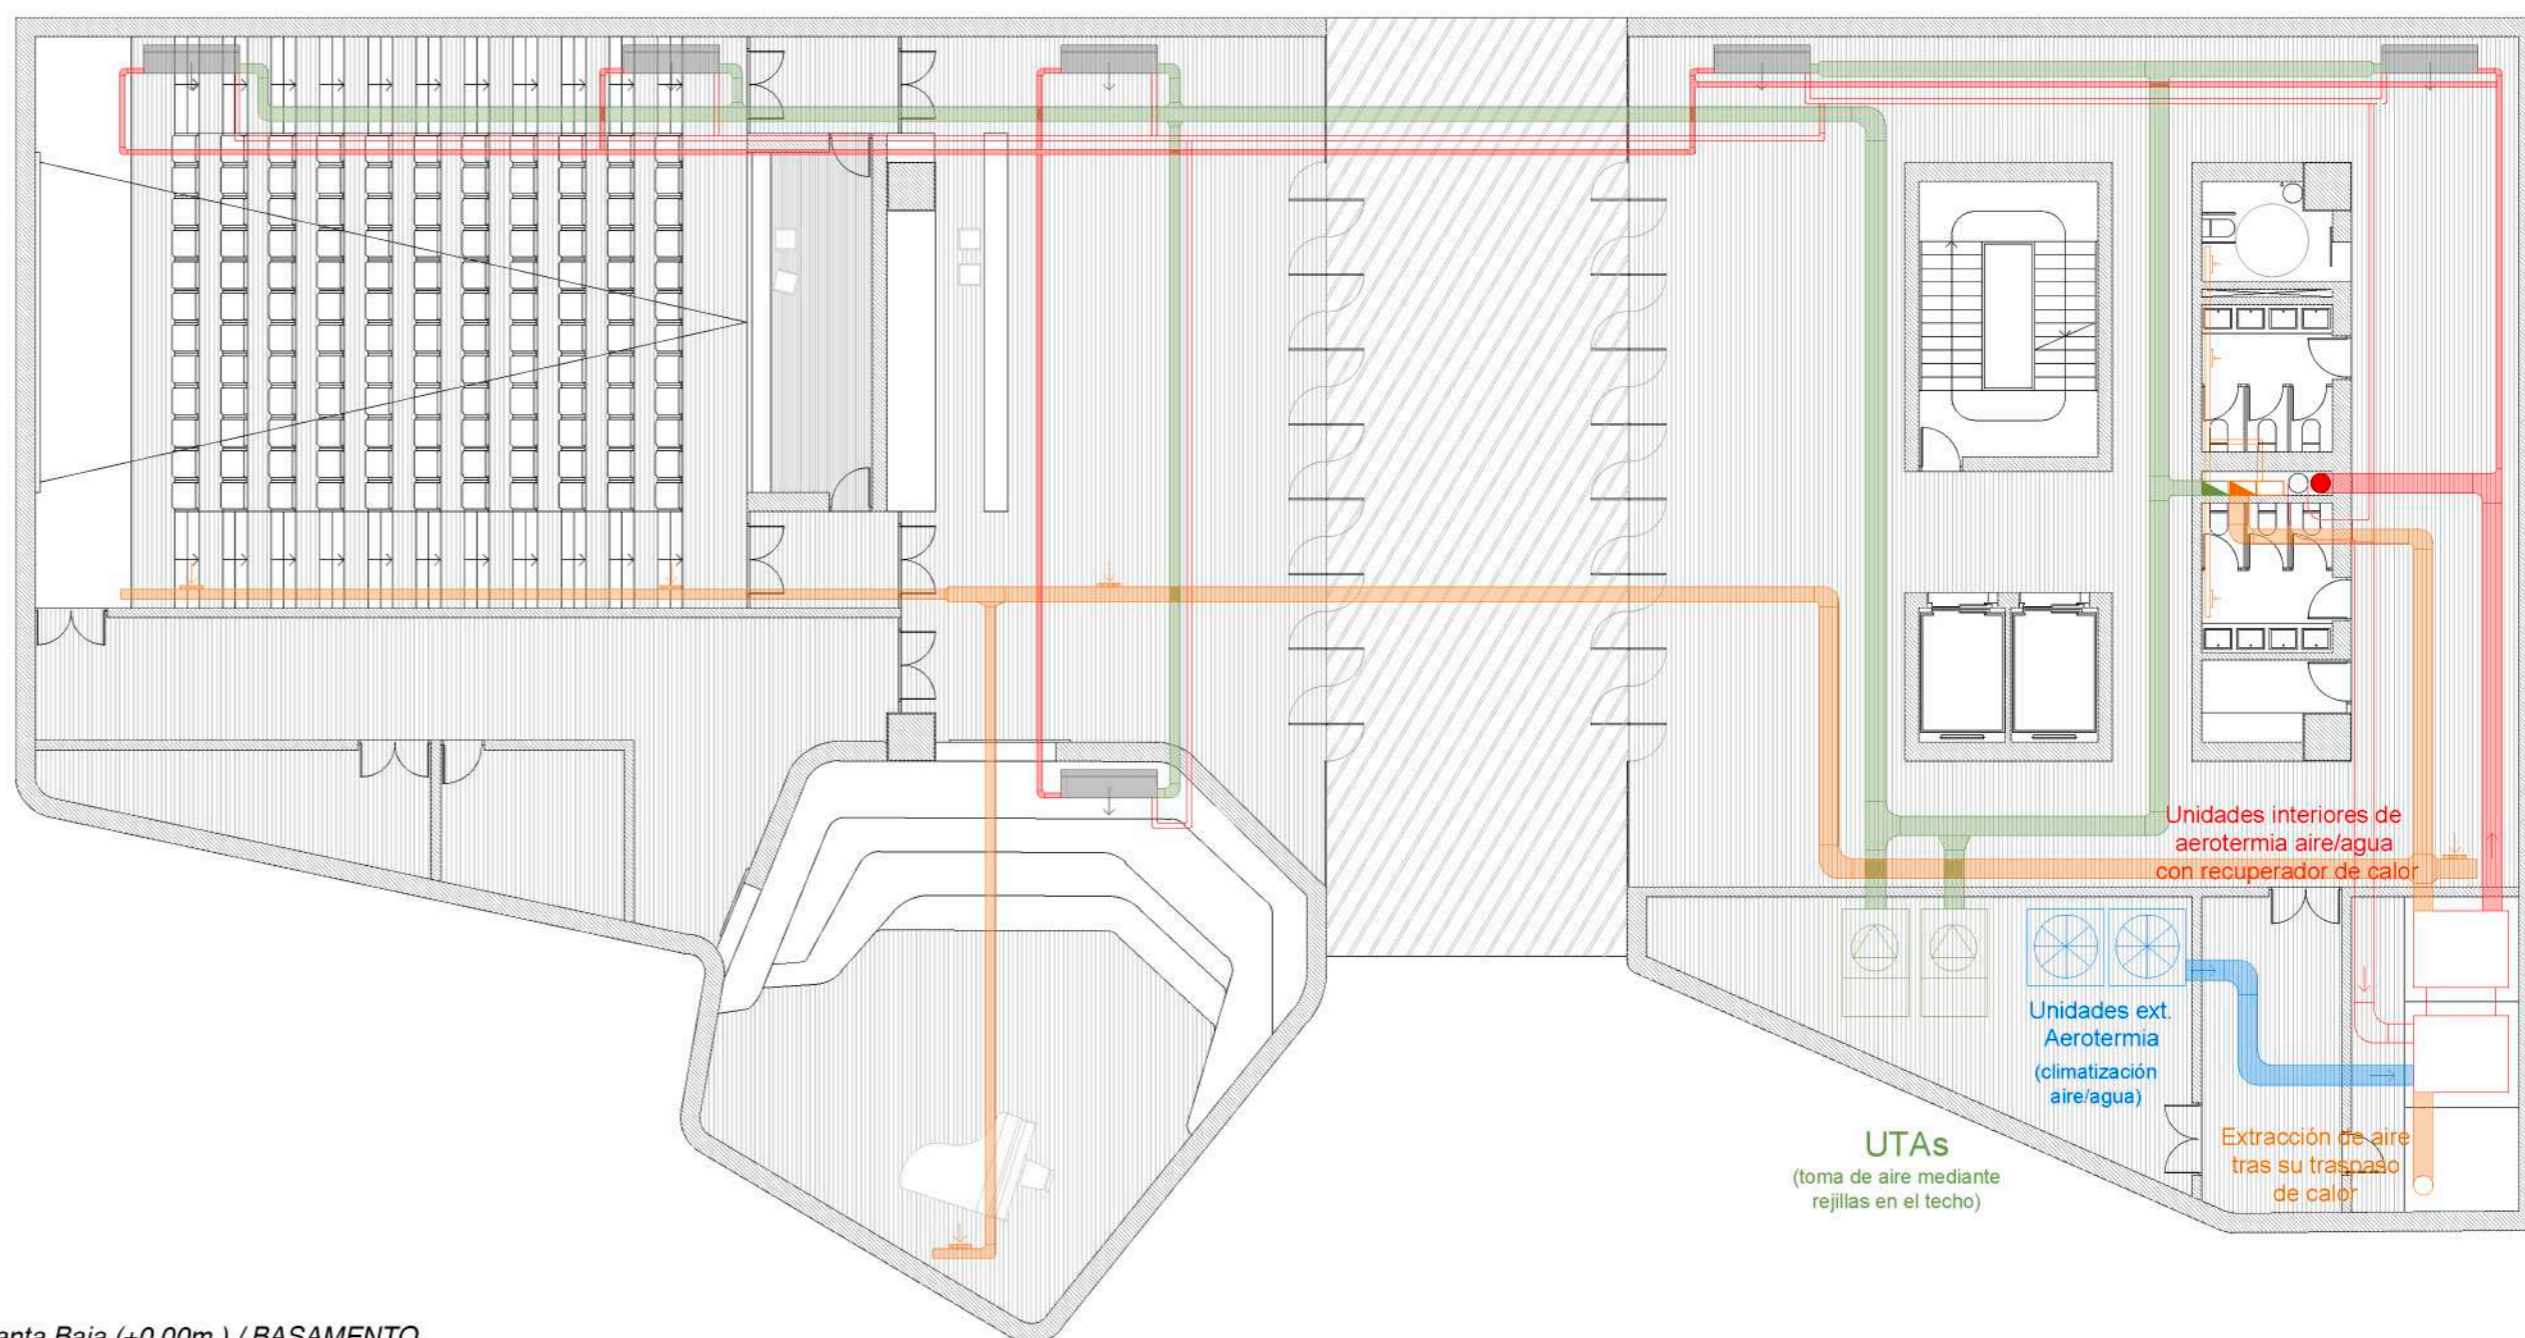 Unidades interiores de
aerotermia aire/agua
con recuperador de calor
Unidades ext.
Aerotermia
(climatización
aire/agua)
UTAs
(toma de aire mediante
rejillas en el techo)
Extracción de aire
tras su traspaso
de calor
Baja (+0,00m.) / BASAMENTO